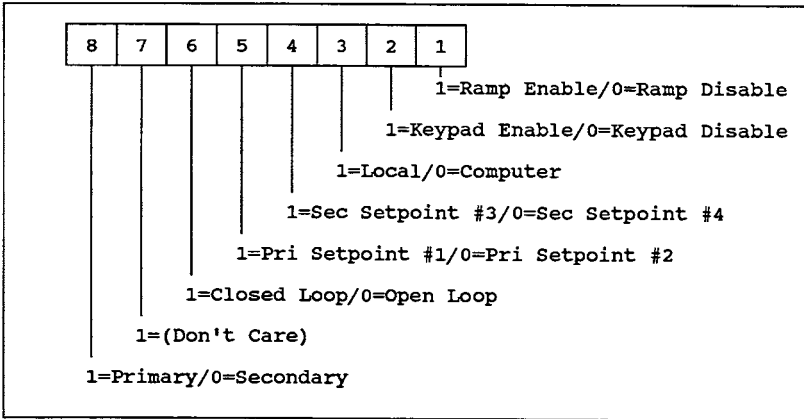 8 7 6 5 4 3 2 1
1=Ramp Enable/0=Ramp Disable
1=Keypad Enable/0=Keypad Disable
1=Local/0=Computer
1=Sec Setpoint #3/0=Sec Setpoint #4
1=Pri Setpoint #1/0=Pri Setpoint #2
1=Closed Loop/0=Open Loop
1=(Don't Care)
1=Primary/0=Secondary